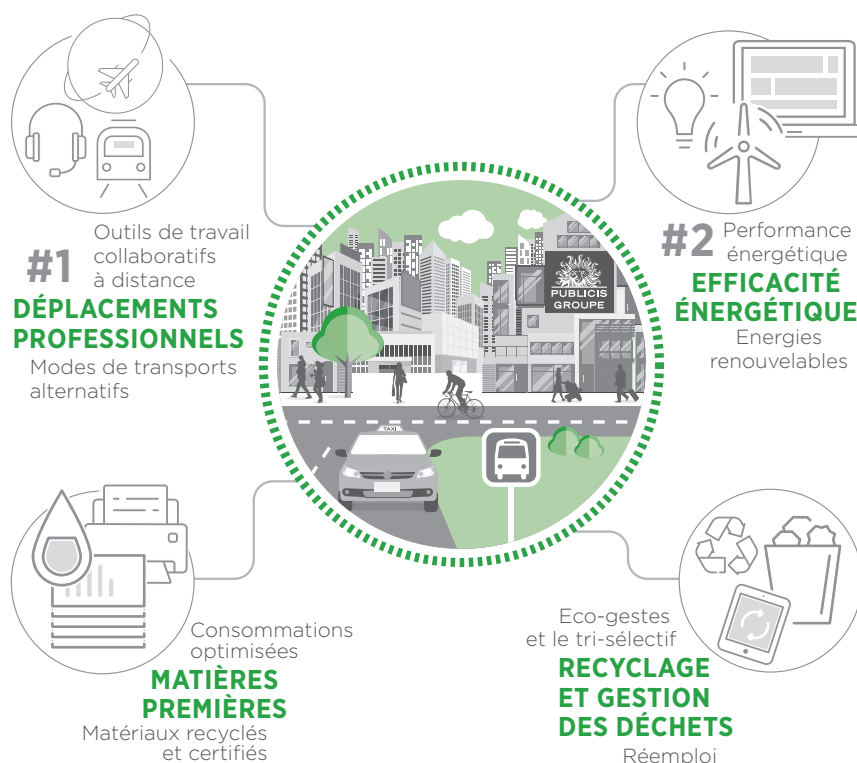 #1
Outils de travail
collaboratifs
à distance
DÉPLACEMENTS
PROFESSIONNELS
Modes de transports
alternatifs
#2
Performance
énergétique
EFFICACITÉ
ÉNERGÉTIQUE
Energies
renouvelables
PUBLICIS
GROUPE
TAXI
Consommations
optimisées
MATIÈRES
PREMIÈRES
Matériaux recyclés
et certifiés
Eco-gestes
et le tri-sélectif
RECYCLAGE
ET GESTION
DES DÉCHETS
Réemploi